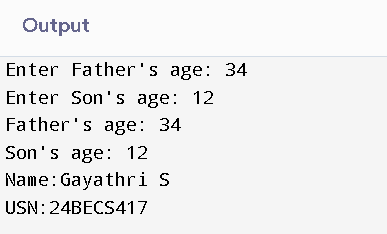 Output
Enter Father's age: 34
Enter Son's age: 12
Father's age: 34
Son's age: 12
Name:Gayathri S
USN:24BECS417